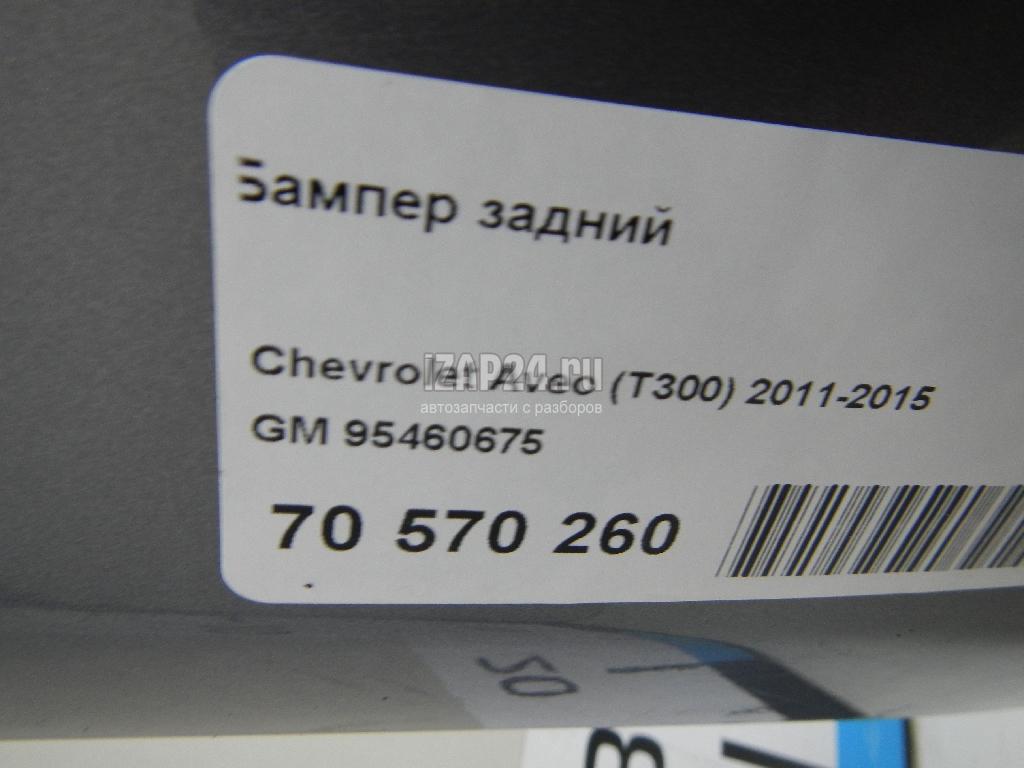 Бампер задний
Chevrolet Aveo (T300) 2011-2015
iZAP24.ru
автозапчасти с разборов
GM 95460675
70 570 260